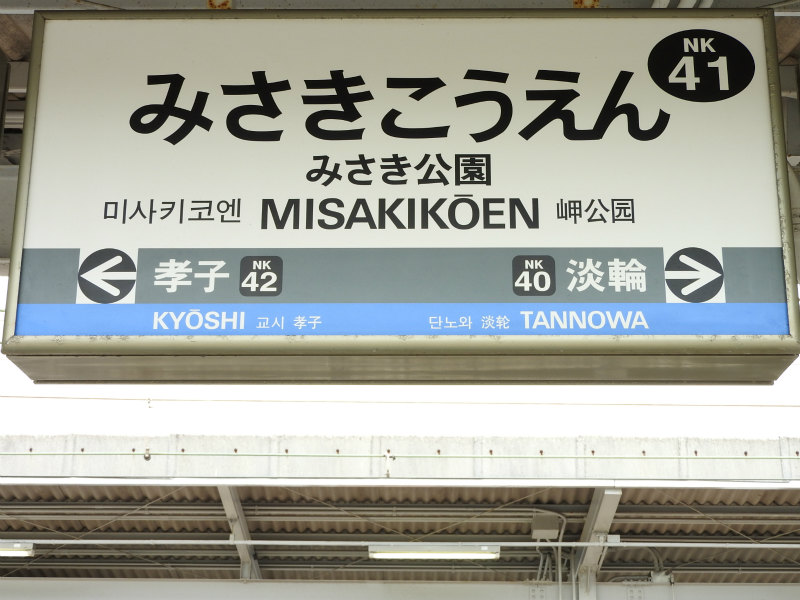 NK
41
みさきこうえん
みさき公園
미사키코엔 MISAKIKŌEN 岬公园
孝子 NK 42 NK 40 淡輪
KYŌSHI 교시 孝子 단노와 淡轮 TANNOWA